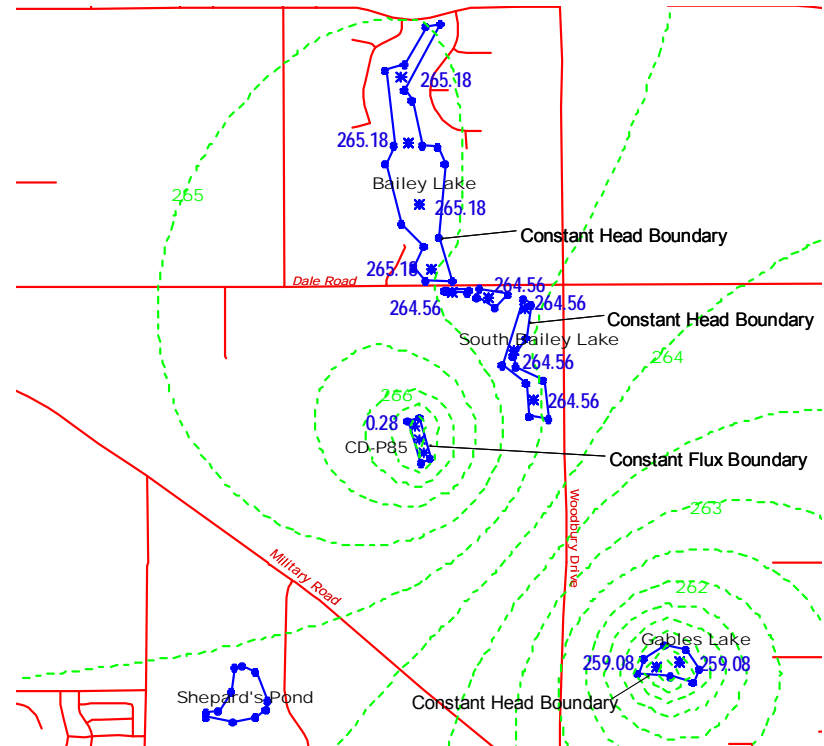 265.18
265.18
Bailey Lake
265
265.18
Constant Head Boundary
265.18
Dale Road
264.56
264.56
264.56
Constant Head Boundary
South Bailey Lake
264
264.56
266
264.56
0.28
CD-P85
Constant Flux Boundary
Woodbury Drive
263
Military Road
262
Gables Lake
259.08
259.08
Shepard's Pond
Constant Head Boundary